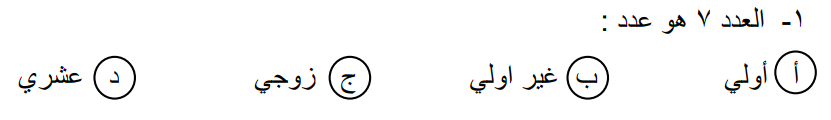 ١- العدد ٧ هو عدد :
أ أولي ب غير اولي ج زوجي د عشري